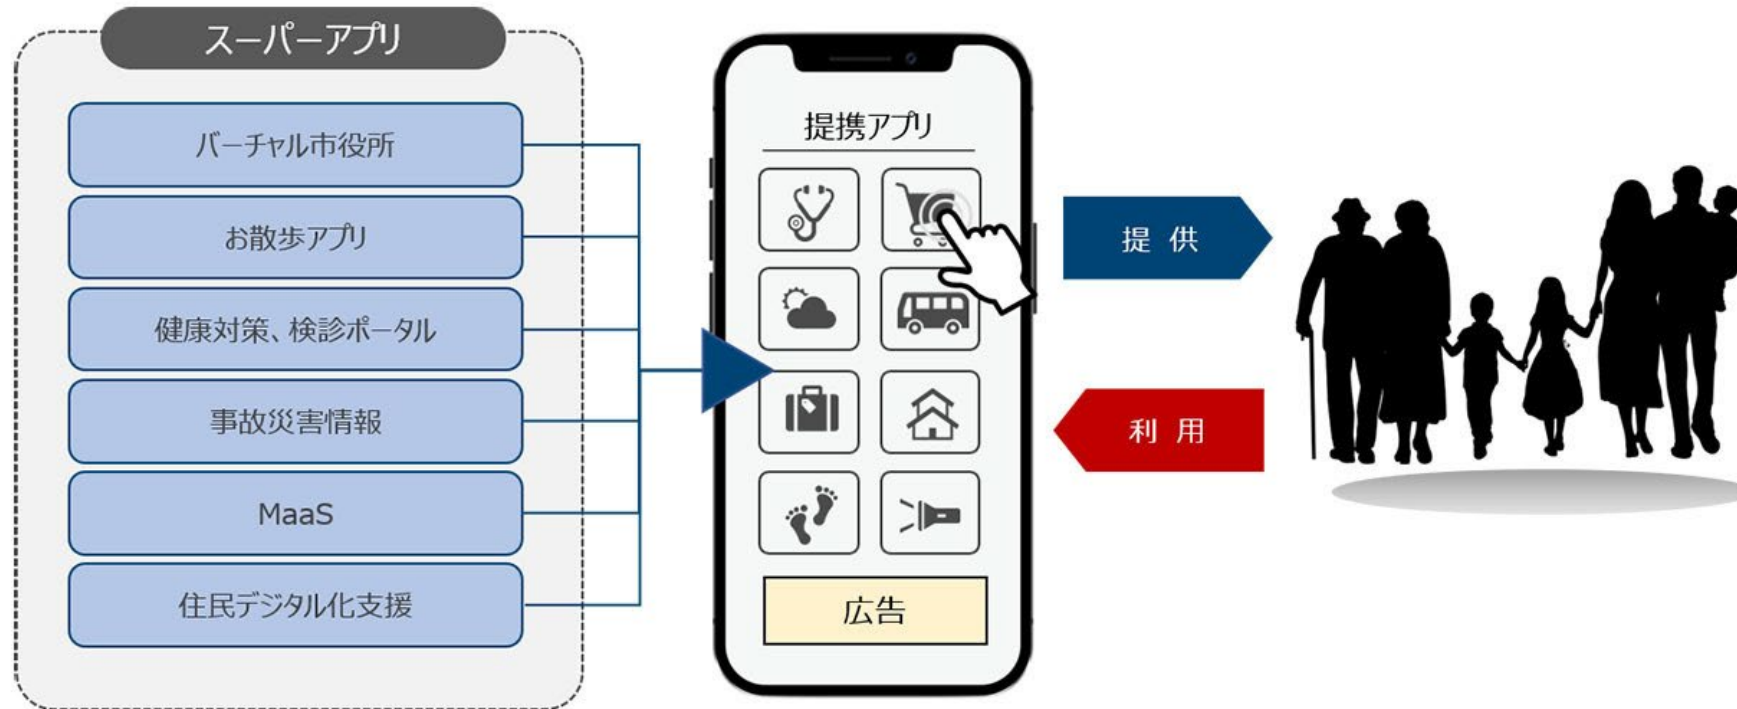 スーパーアプリ
バーチャル市役所
お散歩アプリ
健康対策、検診ポータル
事故災害情報
MaaS
住民デジタル化支援
提携アプリ
広告
提供
利用